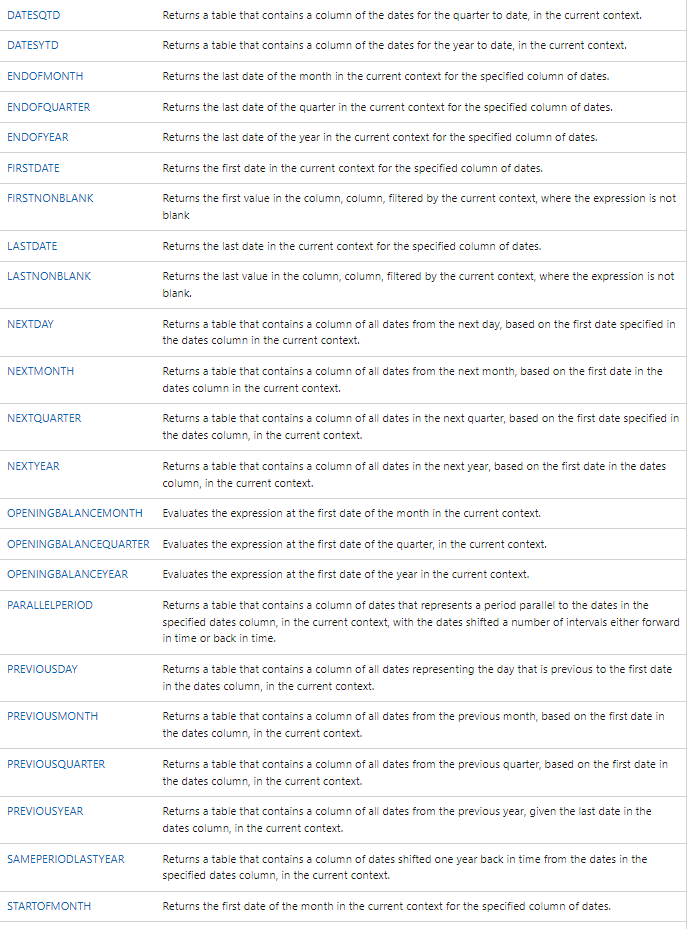 DATESQTD Returns a table that contains a column of the dates for the quarter to date, in the current context.
DATESYTD Returns a table that contains a column of the dates for the year to date, in the current context.
ENDOFMONTH Returns the last date of the month in the current context for the specified column of dates.
ENDOFQUARTER Returns the last date of the quarter in the current context for the specified column of dates.
ENDOFYEAR Returns the last date of the year in the current context for the specified column of dates.
FIRSTDATE Returns the first date in the current context for the specified column of dates.
FIRSTNONBLANK Returns the first value in the column, column, filtered by the current context, where the expression is not
blank
LASTDATE Returns the last date in the current context for the specified column of dates.
LASTNONBLANK Returns the last value in the column, column, filtered by the current context, where the expression is not
blank.
NEXTDAY Returns a table that contains a column of all dates from the next day, based on the first date specified in
the dates column in the current context.
NEXTMONTH Returns a table that contains a column of all dates from the next month, based on the first date in the
dates column in the current context.
NEXTQUARTER Returns a table that contains a column of all dates in the next quarter, based on the first date specified in
the dates column, in the current context.
NEXTYEAR Returns a table that contains a column of all dates in the next year, based on the first date in the dates
column, in the current context.
OPENINGBALANCEMONTH Evaluates the expression at the first date of the month in the current context.
OPENINGBALANCEQUARTER Evaluates the expression at the first date of the quarter, in the current context.
OPENINGBALANCEYEAR Evaluates the expression at the first date of the year in the current context.
PARALLELPERIOD Returns a table that contains a column of dates that represents a period parallel to the dates in the
specified dates column, in the current context, with the dates shifted a number of intervals either forward
in time or back in time.
PREVIOUSDAY Returns a table that contains a column of all dates representing the day that is previous to the first date
in the dates column, in the current context.
PREVIOUSMONTH Returns a table that contains a column of all dates from the previous month, based on the first date in
the dates column, in the current context.
PREVIOUSQUARTER Returns a table that contains a column of all dates from the previous quarter, based on the first date in
the dates column, in the current context.
PREVIOUSYEAR Returns a table that contains a column of all dates from the previous year, given the last date in the
dates column, in the current context.
SAMEPERIODLASTYEAR Returns a table that contains a column of dates shifted one year back in time from the dates in the
specified dates column, in the current context.
STARTOFMONTH Returns the first date of the month in the current context for the specified column of dates.